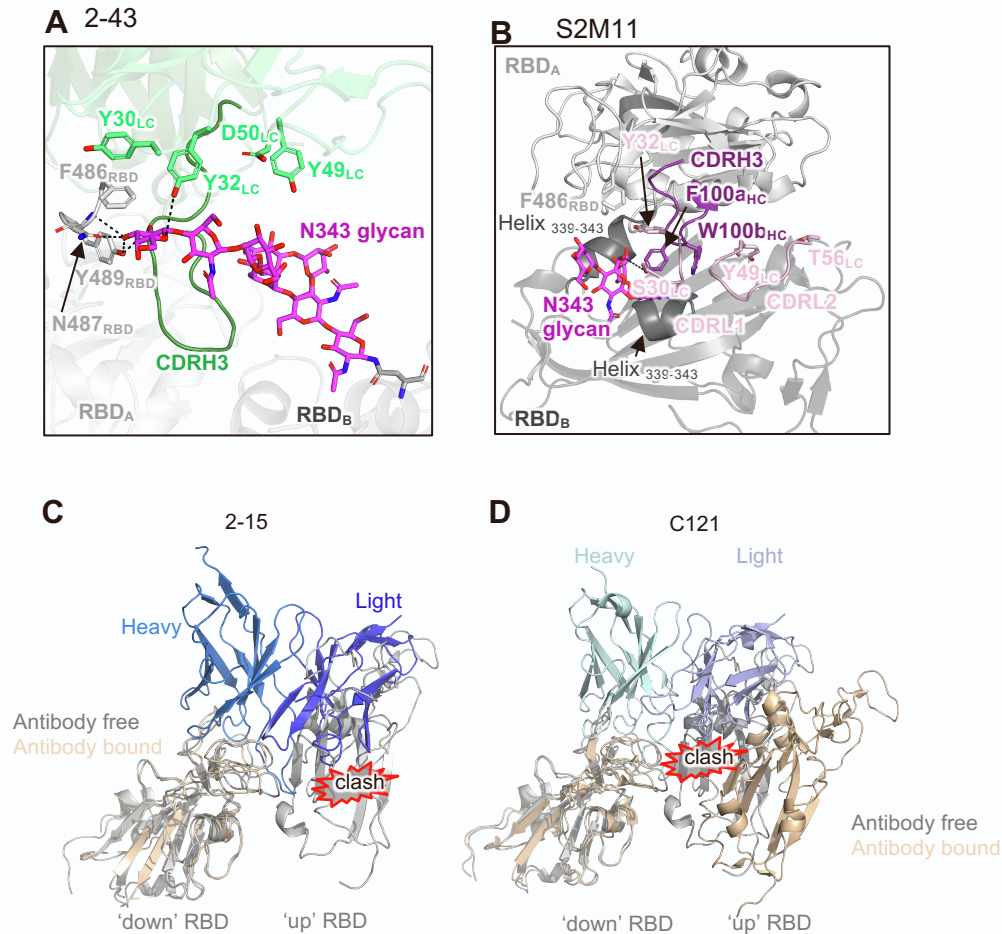 A 2-43
Y30LC
D50LC
F486RBD
Y32LC
Y49LC
N343 glycan
Y489RBD
N487RBD
CDRH3
RBDA
RBDB
B S2M11
RBDA
Y32LC
CDRH3
F486RBD
F100aHC
Helix 339-343
W100bHC
T56LC
Y49LC
S30LC
N343
glycan
CDRL2
CDRL1
Helix 339-343
RBDB
C
2-15
Light
Heavy
Antibody free
Antibody bound
clash
'down' RBD
'up' RBD
D
C121
Heavy
Light
clash
Antibody free
Antibody bound
'down' RBD
'up' RBD